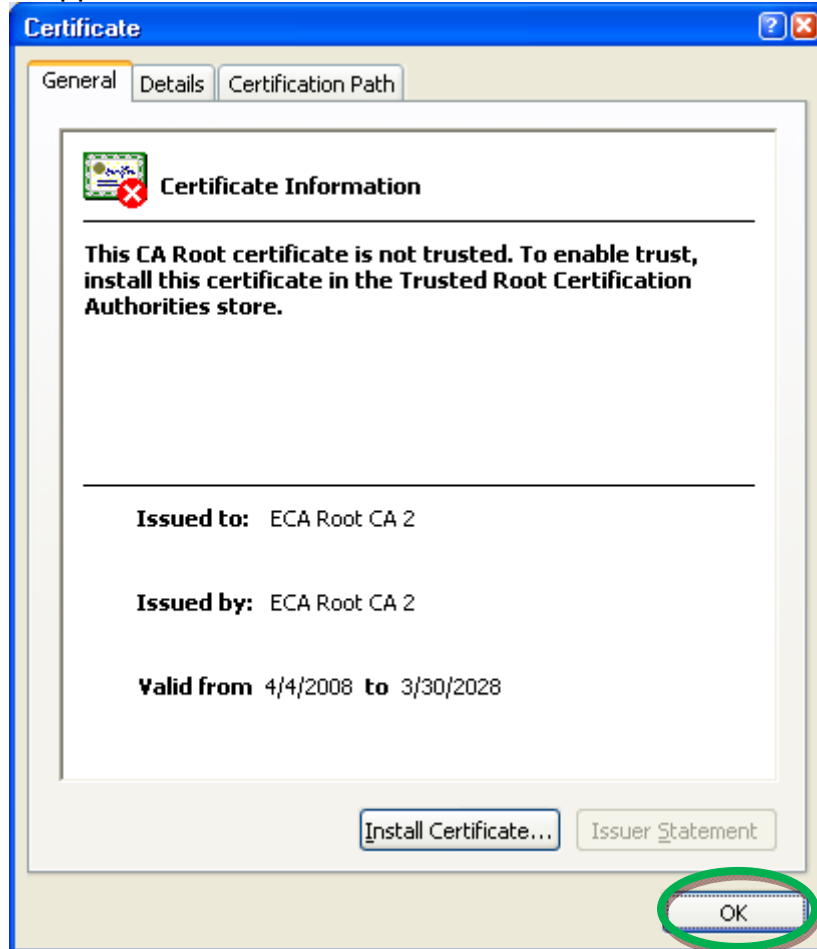 Certificate
General Details Certification Path
Certificate Information
This CA Root certificate is not trusted. To enable trust,
install this certificate in the Trusted Root Certification
Authorities store.
Issued to: ECA Root CA 2
Issued by: ECA Root CA 2
Valid from 4/4/2008 to 3/30/2028
Install Certificate... Issuer Statement
OK